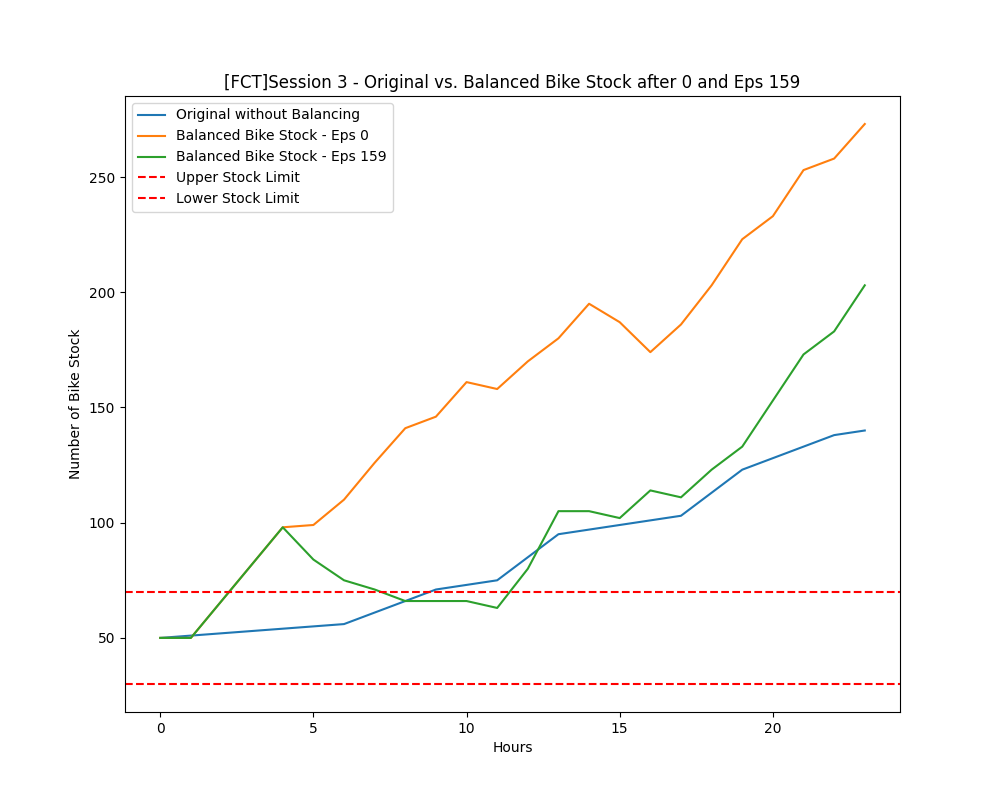 [FCT]Session 3 - Original vs. Balanced Bike Stock after 0 and Eps 159
Original without Balancing
Balanced Bike Stock - Eps 0
Balanced Bike Stock - Eps 159
Upper Stock Limit
Lower Stock Limit
Number of Bike Stock
250
200
150
100
50
0 5 10 15 20
Hours